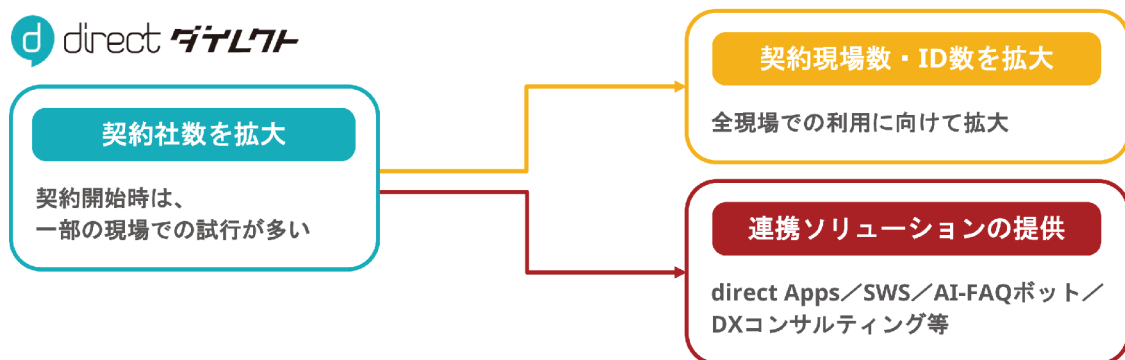 d direct ダイレクト
契約社数を拡大
契約開始時は、
一部の現場での試行が多い
契約現場数・ID数を拡大
全現場での利用に向けて拡大
連携ソリューションの提供
direct Apps／SWS／AI-FAQボット／
DXコンサルティング等